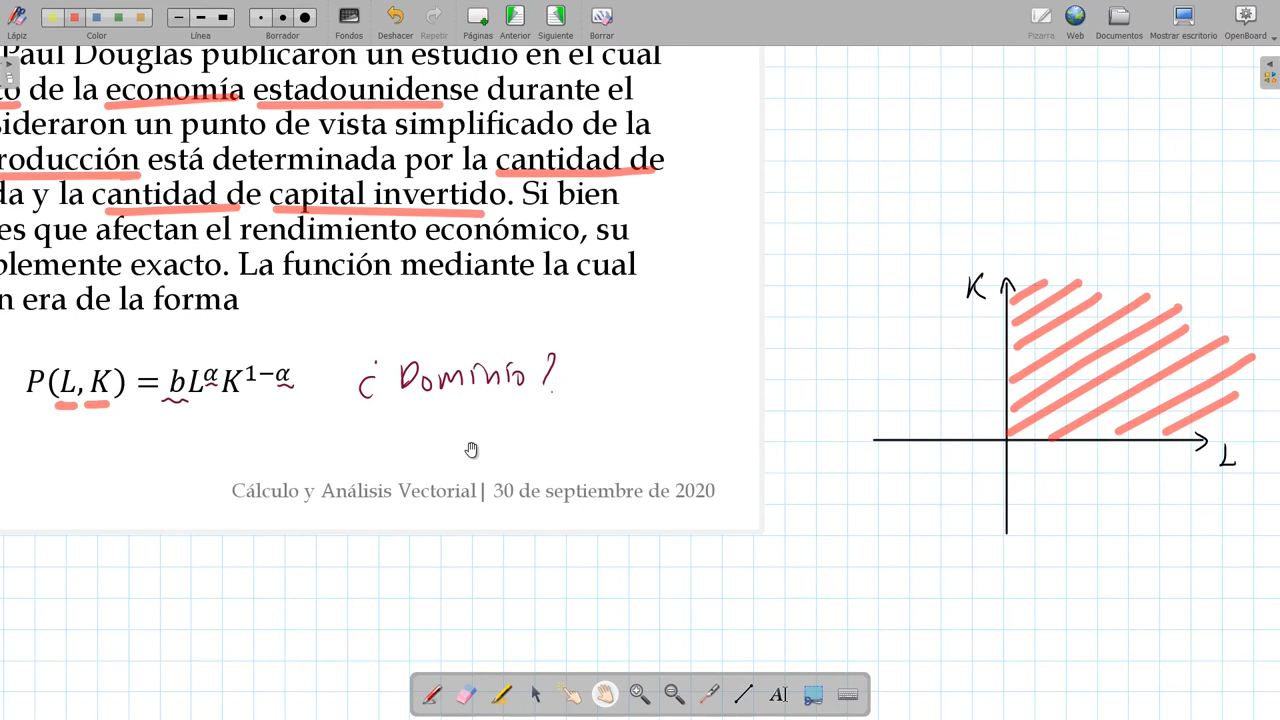 Lápiz Color Línea Borrador Fondos Deshacer Repetir Páginas Anterior Siguiente Borrar Pizarra Web Documentos Mostrar escritorio OpenBoard
Paul Douglas publicaron un estudio en el cual
o de la economía estadounidense durante el
sideraron un punto de vista simplificado de la
roducción está determinada por la cantidad de
da y la cantidad de capital invertido. Si bien
es que afectan el rendimiento económico, su
blemente exacto. La función mediante la cual
n era de la forma
P(L, K) = bL^α K^{1−α} ¿Dominio?
K
L
Cálculo y Análisis Vectorial| 30 de septiembre de 2020